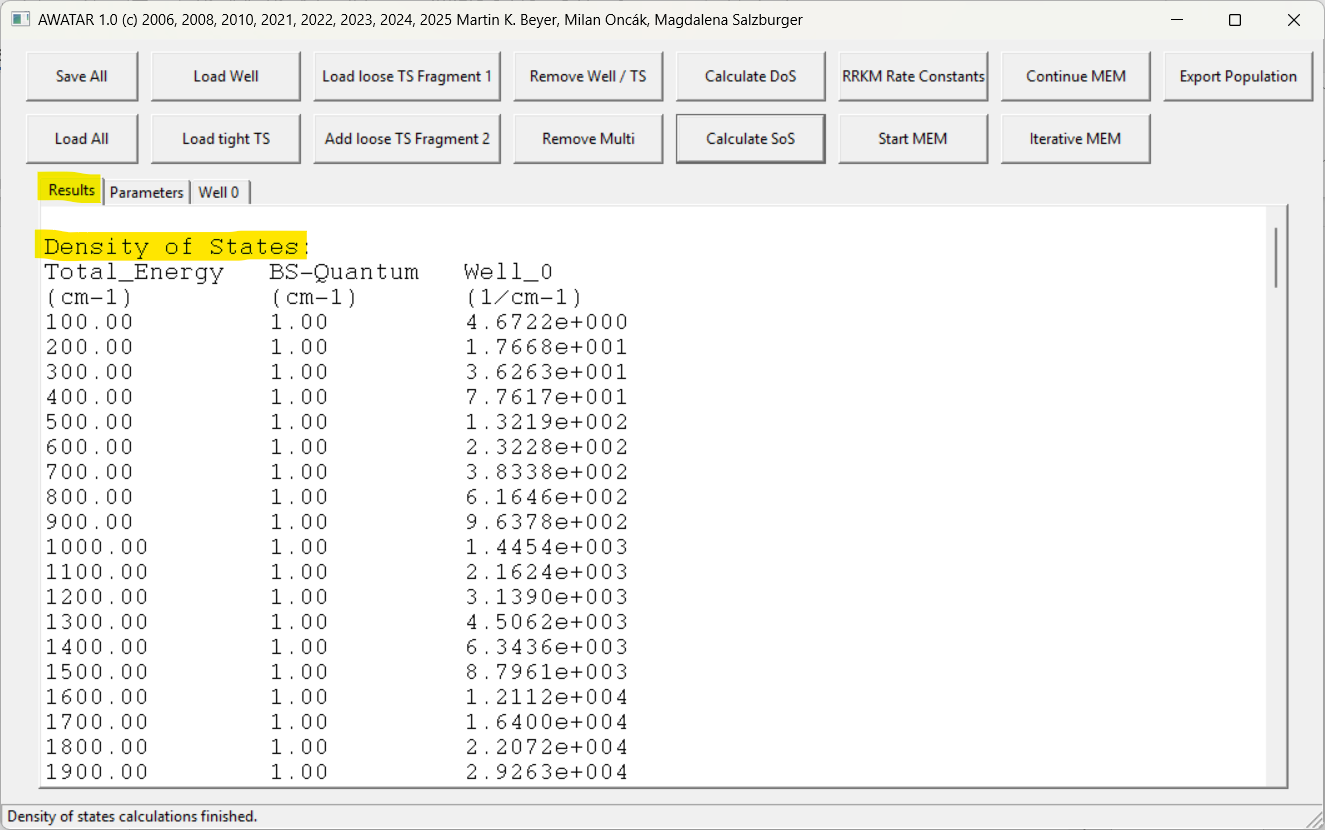 AWATAR 1.0 (c) 2006, 2008, 2010, 2021, 2022, 2023, 2024, 2025 Martin K. Beyer, Milan Oncák, Magdalena Salzburger
Save All Load Well Load loose TS Fragment 1 Remove Well / TS Calculate DoS RRKM Rate Constants Continue MEM Export Population
Load All Load tight TS Add loose TS Fragment 2 Remove Multi Calculate SoS Start MEM Iterative MEM
Results Parameters Well 0
Density of States:
Total_Energy BS-Quantum Well_0
(cm-1) (cm-1) (1/cm-1)
100.00 1.00 4.6722e+000
200.00 1.00 1.7668e+001
300.00 1.00 3.6263e+001
400.00 1.00 7.7617e+001
500.00 1.00 1.3219e+002
600.00 1.00 2.3228e+002
700.00 1.00 3.8338e+002
800.00 1.00 6.1646e+002
900.00 1.00 9.6378e+002
1000.00 1.00 1.4454e+003
1100.00 1.00 2.1624e+003
1200.00 1.00 3.1390e+003
1300.00 1.00 4.5062e+003
1400.00 1.00 6.3436e+003
1500.00 1.00 8.7961e+003
1600.00 1.00 1.2112e+004
1700.00 1.00 1.6400e+004
1800.00 1.00 2.2072e+004
1900.00 1.00 2.9263e+004
Density of states calculations finished.